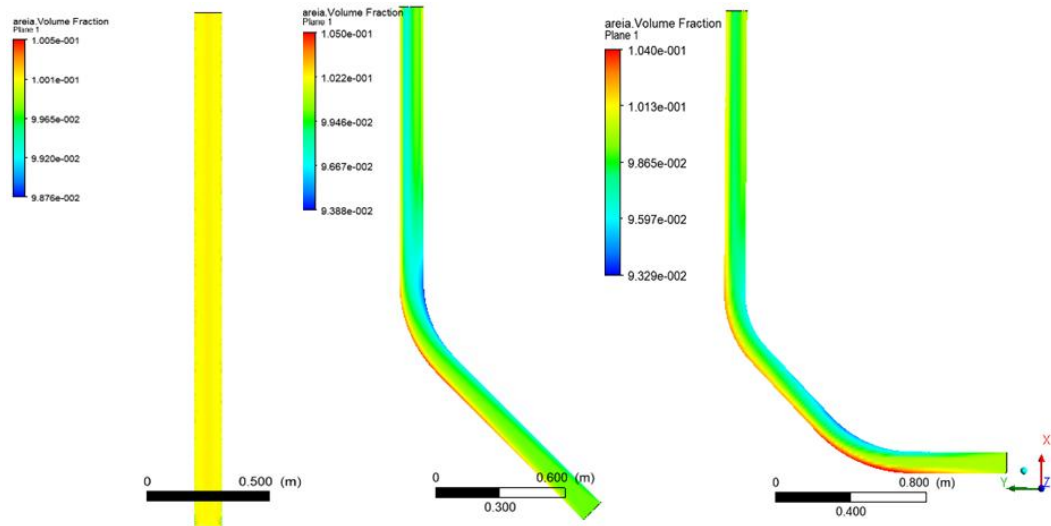 areia.Volume Fraction
Plane 1
1.005e-001
1.001e-001
9.965e-002
9.920e-002
9.876e-002
0
0.500
(m)
areia.Volume Fraction
Plane 1
1.050e-001
1.022e-001
9.946e-002
9.667e-002
9.388e-002
0
0.600
(m)
0.300
areia.Volume Fraction
Plane 1
1.040e-001
1.013e-001
9.865e-002
9.597e-002
9.329e-002
0
0.800
(m)
0.400
X
Y
Z